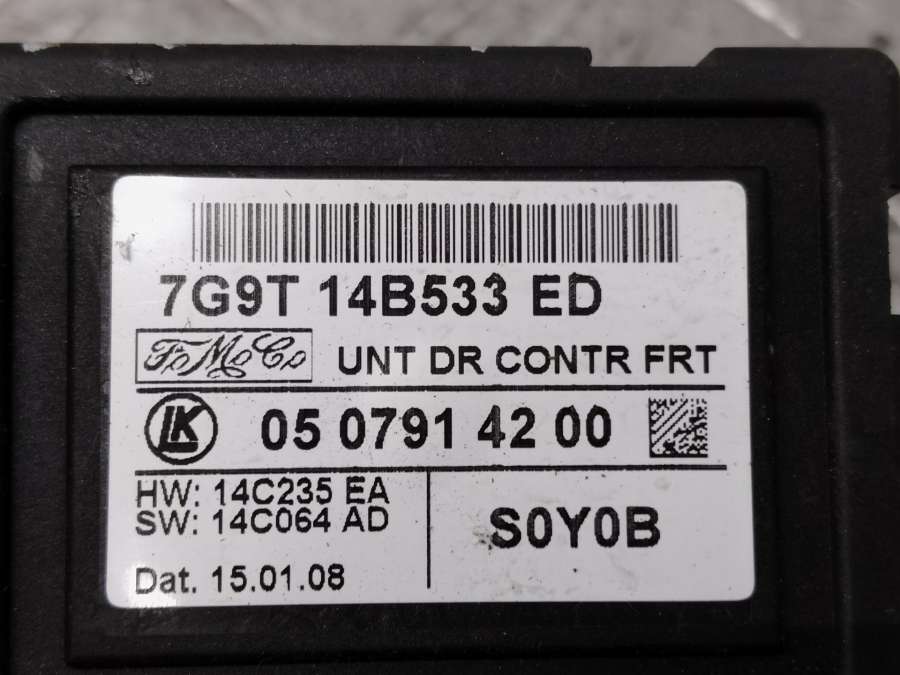 7G9T 14B533 ED
FoMoCo UNT DR CONTR FRT
LK 05 0791 42 00
HW: 14C235 EA
SW: 14C064 AD
S0Y0B
Dat. 15.01.08